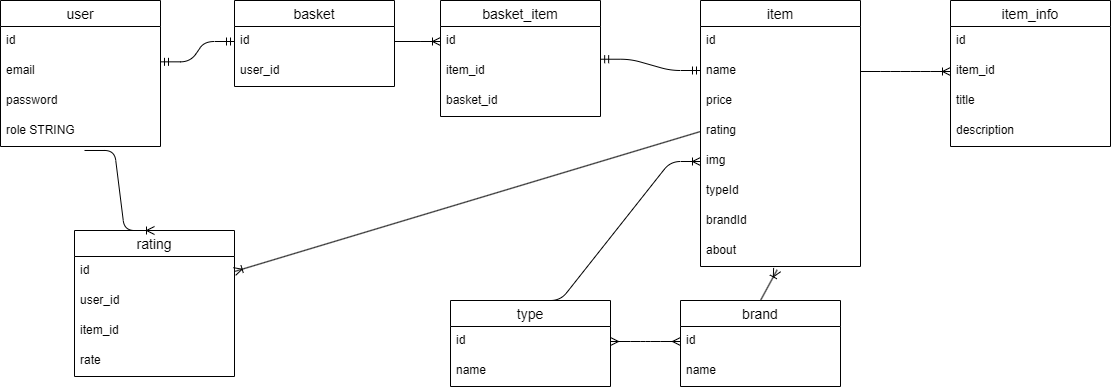 user
id
email
password
role STRING
basket
id
user_id
basket_item
id
item_id
basket_id
item
id
name
price
rating
img
typeId
brandId
about
item_info
id
item_id
title
description
rating
id
user_id
item_id
rate
type
id
name
brand
id
name